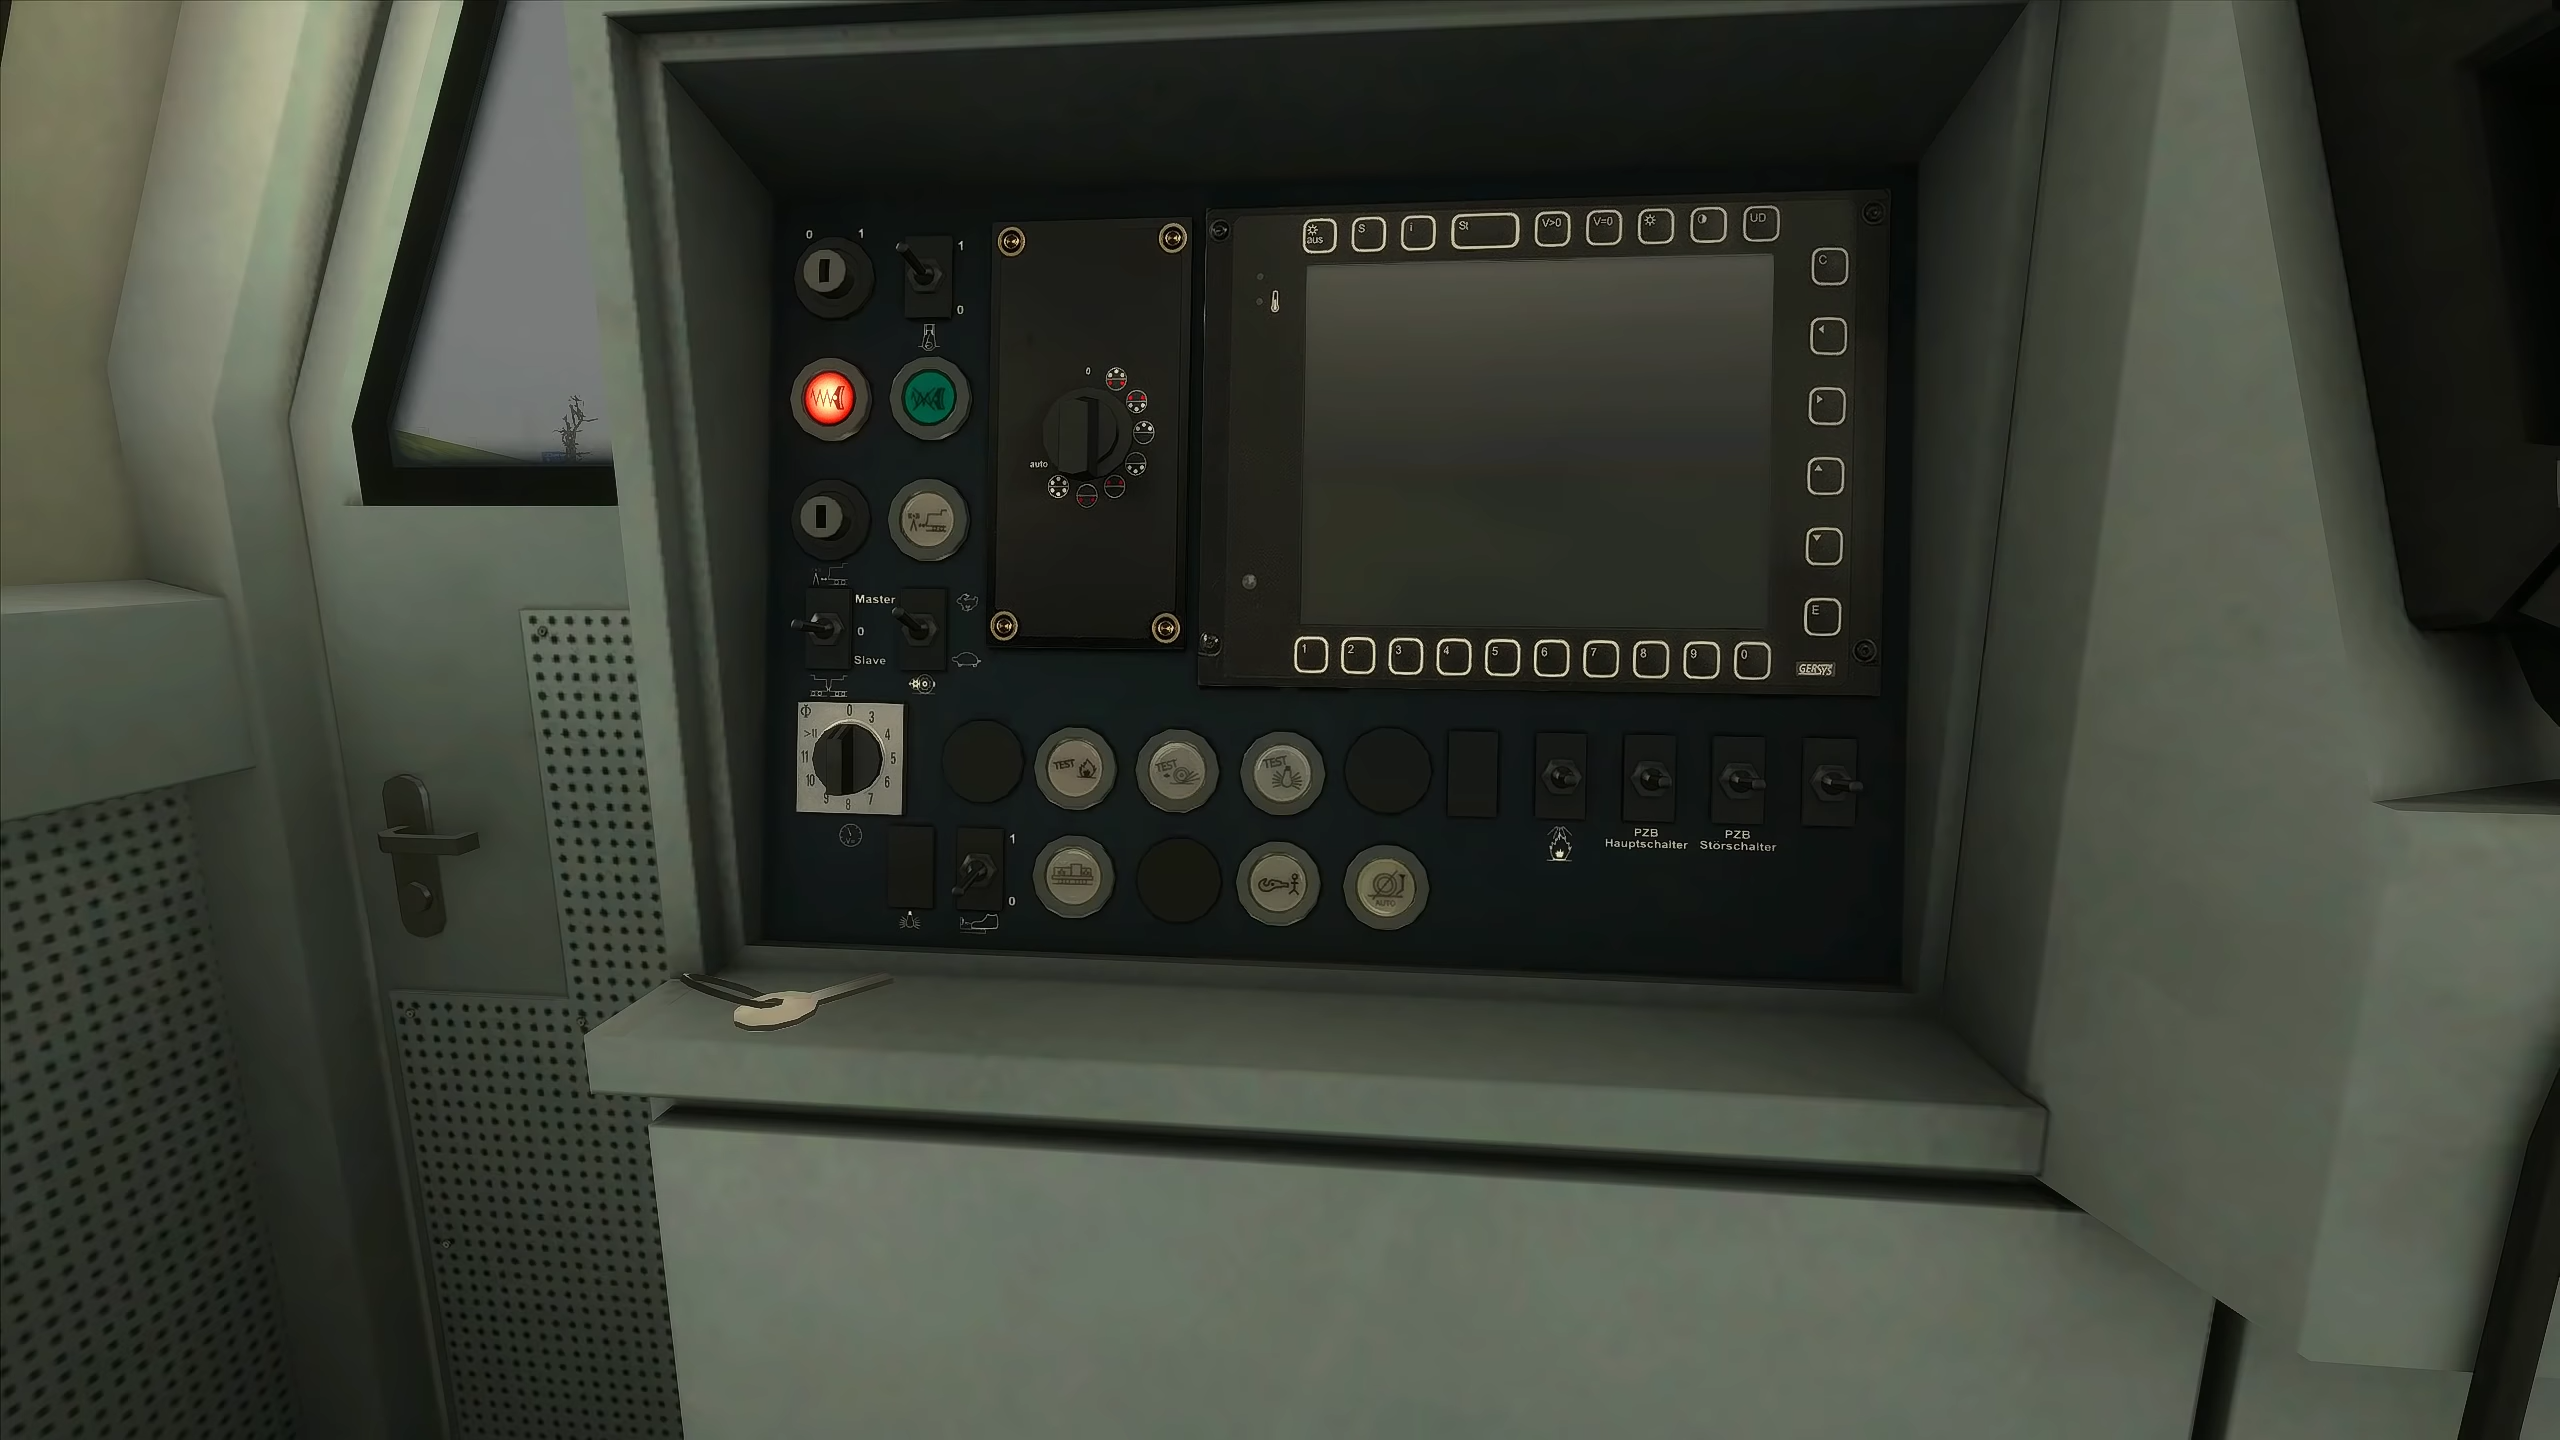 0 1
1
0
0
auto
Master
0
Slave
aus
S
i
St
V>0
V=0
UD
C
E
1 2 3 4 5 6 7 8 9 0
GERSYS
0
3
4
5
6
7
8
9
10
11
>11
TEST
TEST
TEST
PZB
Hauptschalter
PZB
Störschalter
1
0
AUTO